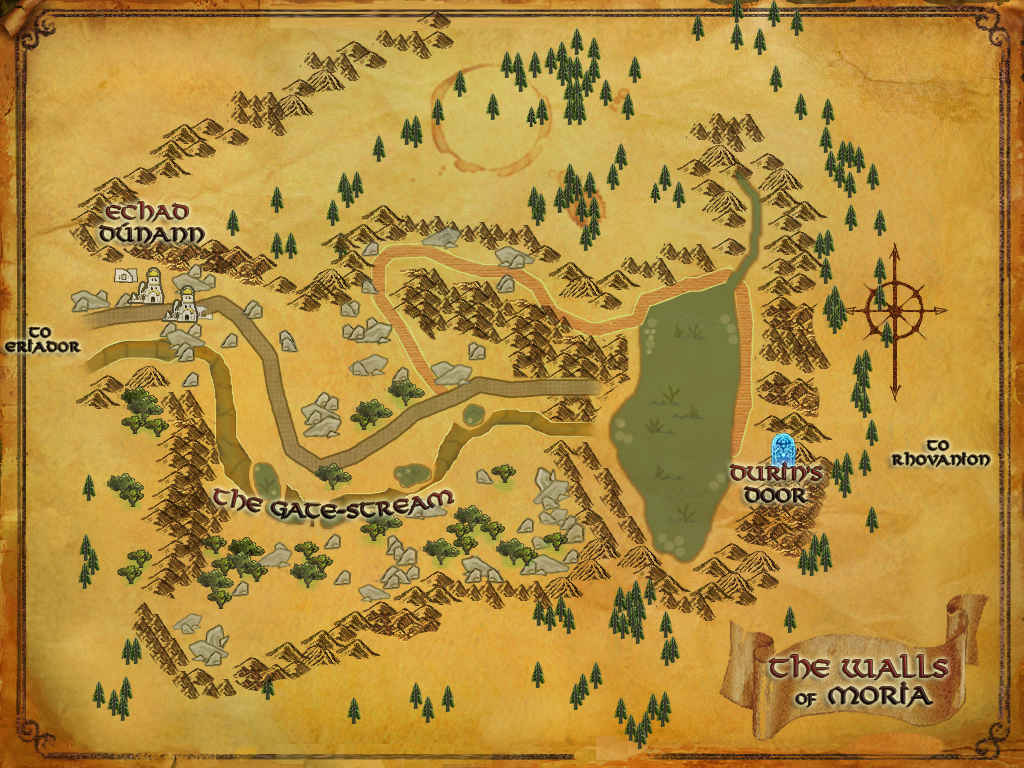 ECHAD
DÚNANN
TO
ERIADOR
TO
RHOVANION
DURIN'S
DOOR
THE GATE-STREAM
THE WALLS
OF MORIA